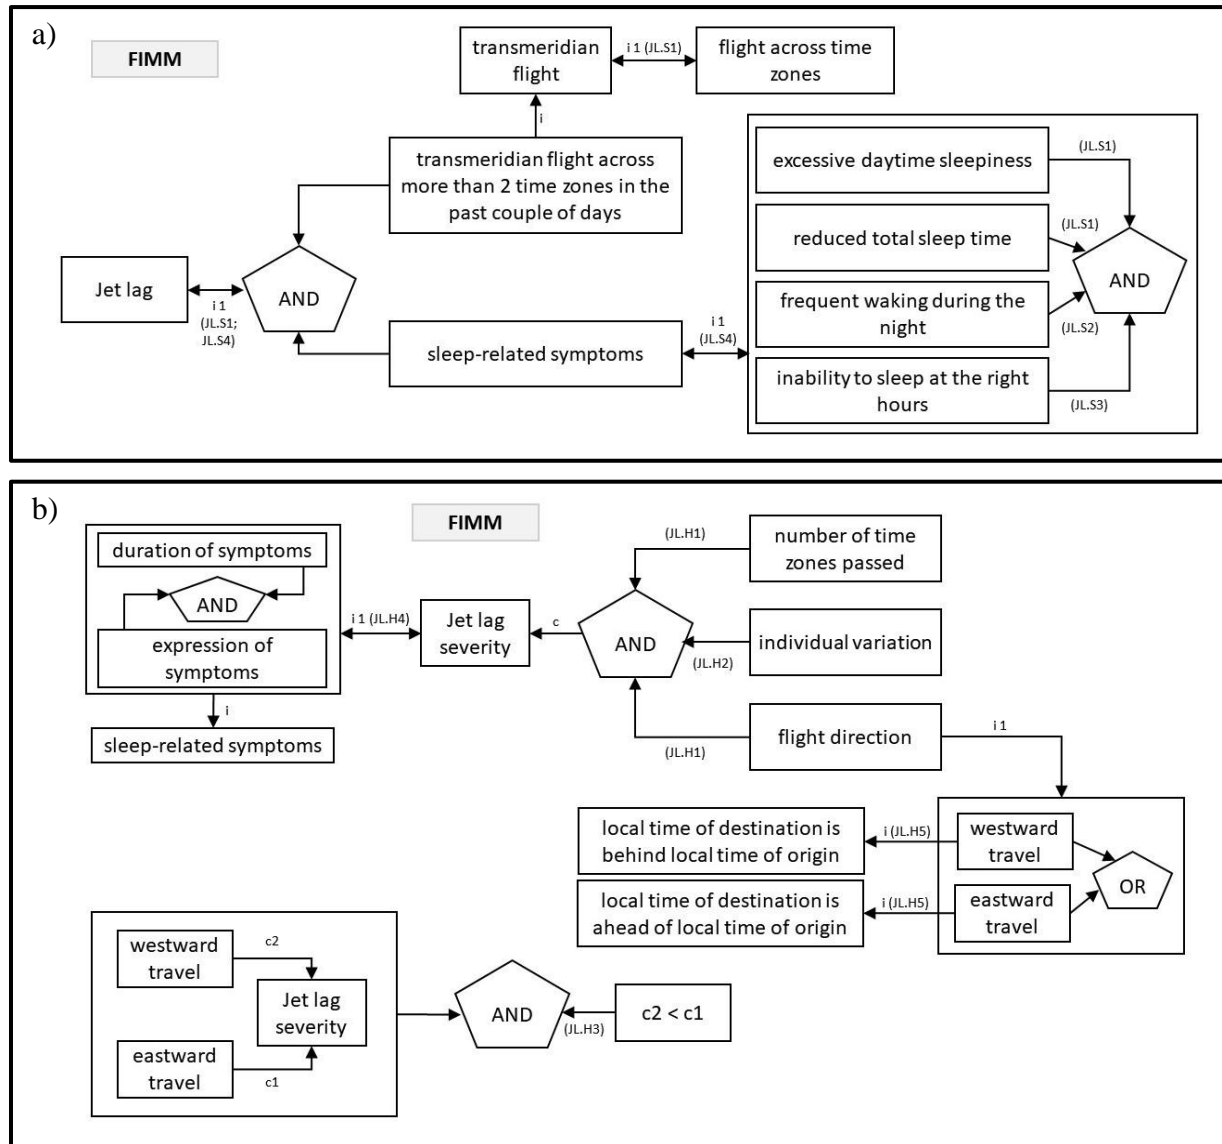 a)
FIMM
transmeridian
flight
i 1 (JL.S1)
flight across time
zones
i
transmeridian flight across
more than 2 time zones in the
past couple of days
excessive daytime sleepiness
(JL.S1)
reduced total sleep time
(JL.S1)
AND
frequent waking during the
night
(JL.S2)
inability to sleep at the right
hours
(JL.S3)
Jet lag
i 1
(JL.S1;
JL.S4)
AND
sleep-related symptoms
i 1
(JL.S4)
b)
FIMM
duration of symptoms
AND
expression of
symptoms
i
sleep-related symptoms
i 1 (JL.H4)
Jet lag
severity
c
AND
(JL.H1)
number of time
zones passed
(JL.H2)
individual variation
(JL.H1)
flight direction
i 1
local time of destination is
behind local time of origin
i (JL.H5)
westward
travel
OR
local time of destination is
ahead of local time of origin
i (JL.H5)
eastward
travel
westward
travel
c2
Jet lag
severity
eastward
travel
c1
AND
(JL.H3)
c2 < c1